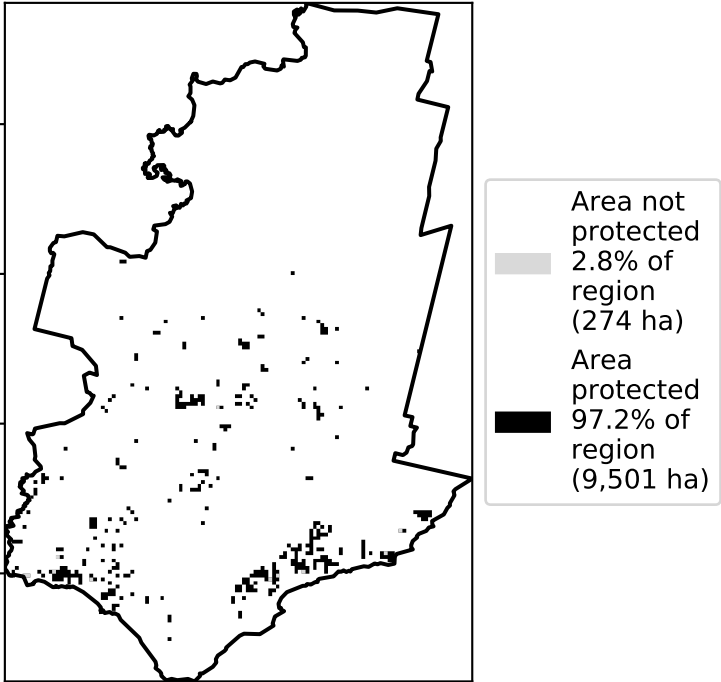 Area not
protected
2.8% of
region
(274 ha)
Area
protected
97.2% of
region
(9,501 ha)